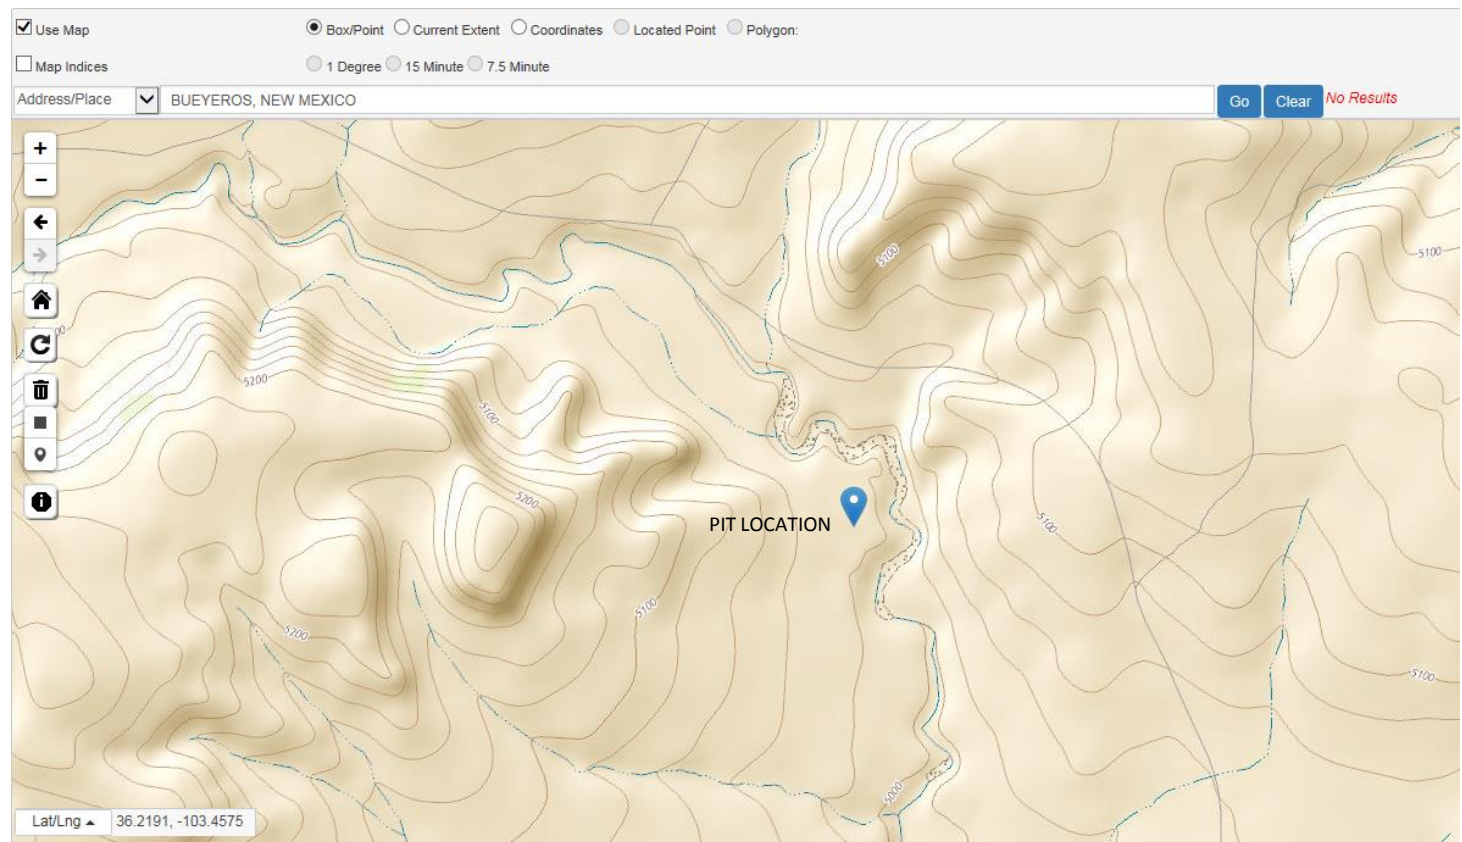 Use Map Box/Point Current Extent Coordinates Located Point Polygon:
Map Indices 1 Degree 15 Minute 7.5 Minute
Address/Place BUEYEROS, NEW MEXICO Go Clear No Results
+
−
5100
5100
00
5200
5100
5200
PIT LOCATION
5100
5100
5200
5100
5000
Lat/Lng 36.2191, -103.4575